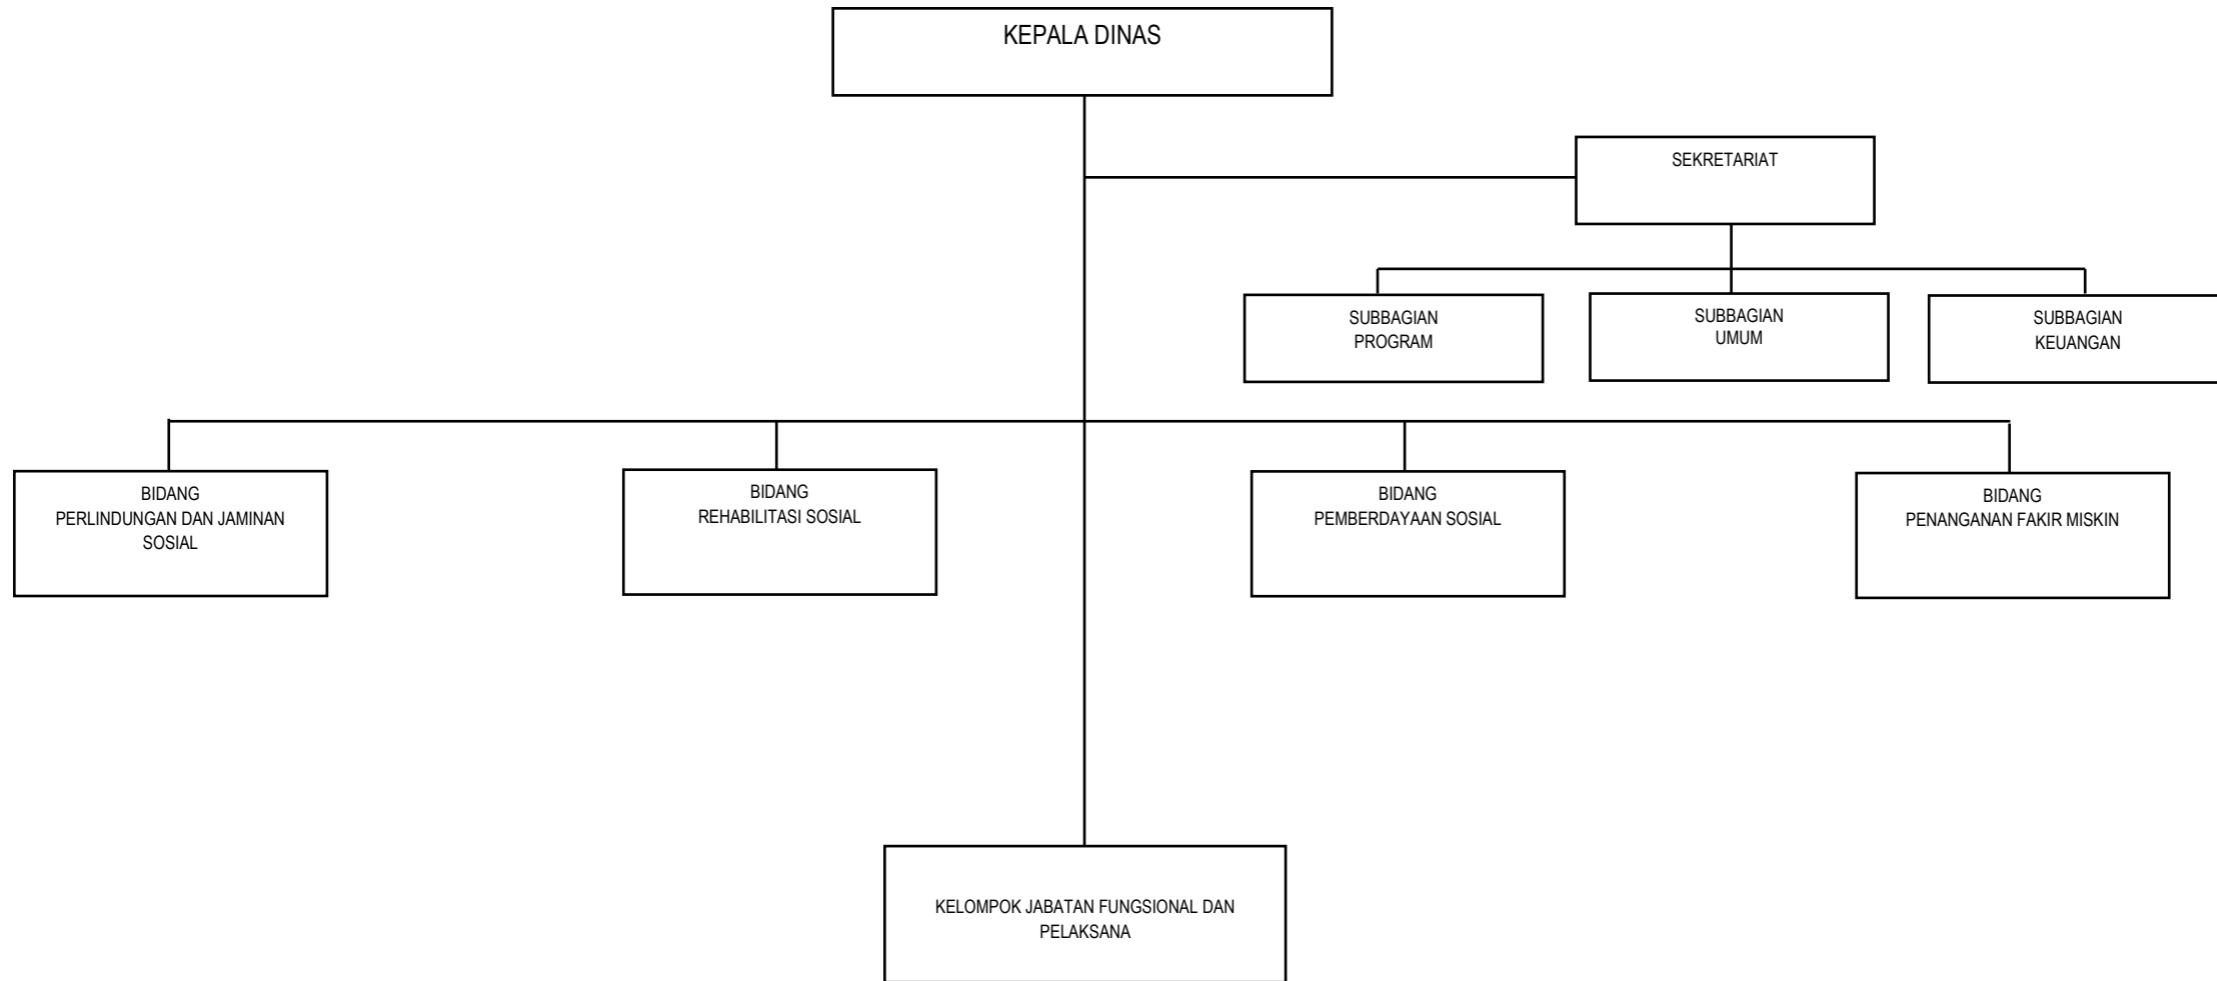 KEPALA DINAS
SEKRETARIAT
SUBBAGIAN
PROGRAM
SUBBAGIAN
UMUM
SUBBAGIAN
KEUANGAN
BIDANG
PERLINDUNGAN DAN JAMINAN
SOSIAL
BIDANG
REHABILITASI SOSIAL
BIDANG
PEMBERDAYAAN SOSIAL
BIDANG
PENANGANAN FAKIR MISKIN
KELOMPOK JABATAN FUNGSIONAL DAN
PELAKSANA